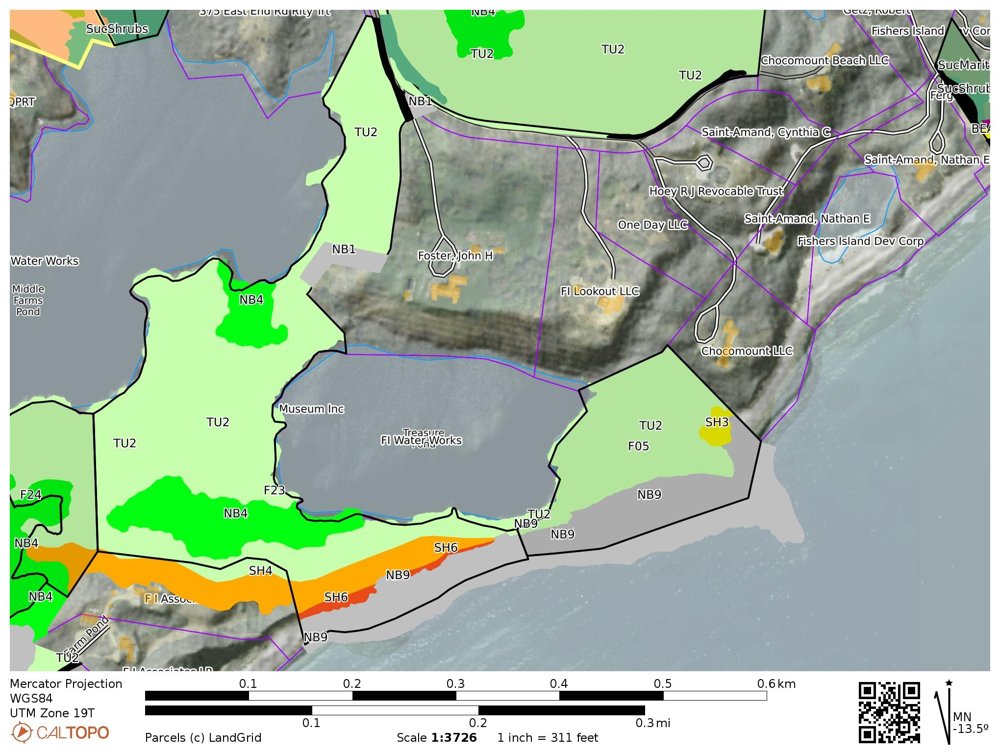 375 East End Rd Rlty Trt
NB4
Getz, Robert
SucShrubs
Fishers Island
TU2
TU2
Chocomount Beach LLC
SucMarit
TU2
SucShrub
QPRT
NB1
Ferg
TU2
Saint-Amand, Cynthia C
BEA
Saint-Amand, Nathan E
Hoey R J Revocable Trust
Saint-Amand, Nathan E
One Day LLC
Fishers Island Dev Corp
NB1
Foster, John H
Water Works
Middle
Farms
Pond
NB4
FI Lookout LLC
Chocomount LLC
Museum Inc
TU2
TU2
SH3
TU2
Treasure
FI Water Works
Pond
F05
F24
F23
NB9
NB4
TU2
NB9
NB9
NB4
SH6
SH4
NB9
NB4
SH6
F I Assoc
Farm Pond
NB9
TU2
F I Associates LP
Mercator Projection
WGS84
UTM Zone 19T
CALTOPO
0.1 0.2 0.3 0.4 0.5 0.6 km
0.1 0.2 0.3 mi
Parcels (c) LandGrid
Scale 1:3726 1 inch = 311 feet
MN
-13.5º